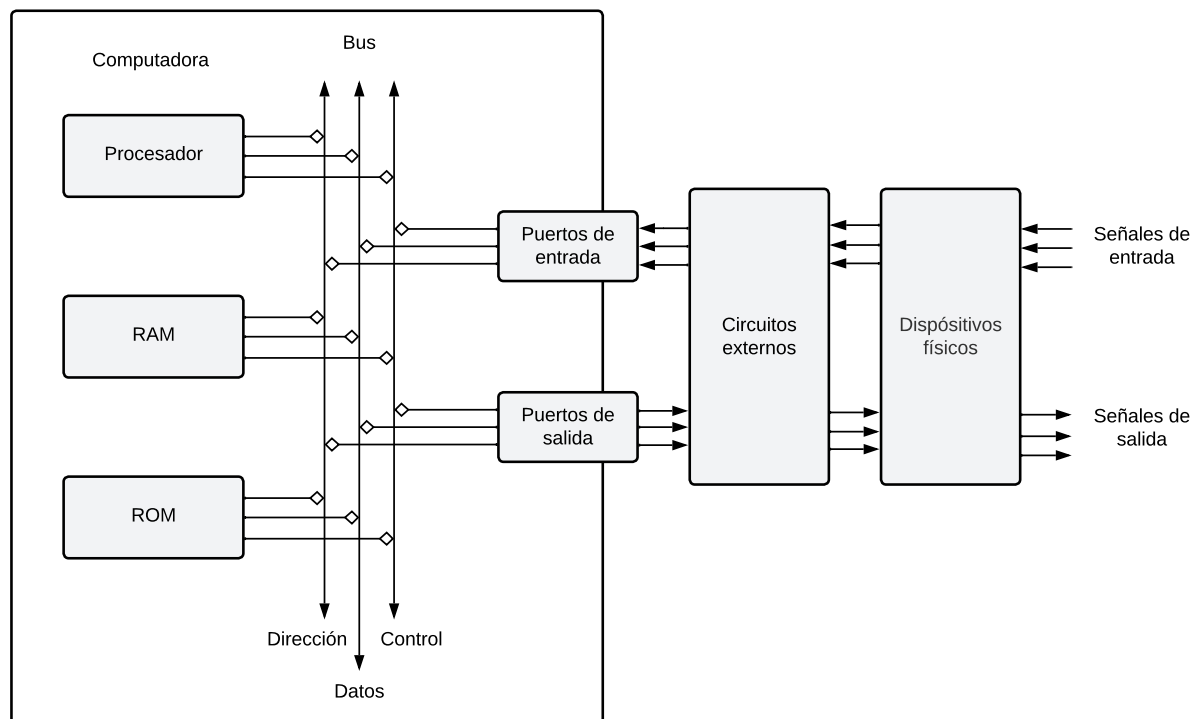 Bus
Computadora
Procesador
Puertos de
entrada
Señales de
entrada
RAM
Circuitos
externos
Dispósitivos
físicos
Puertos de
salida
Señales de
salida
ROM
Dirección
Control
Datos